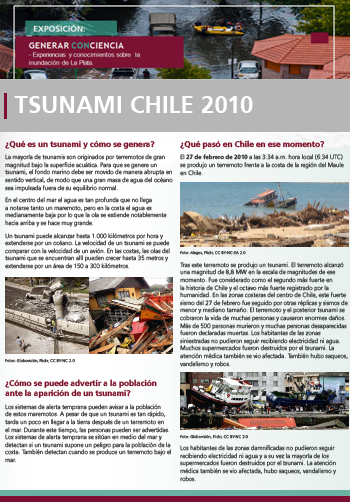 EXPOSICIÓN:
GENERAR CONCIENCIA
- Experiencias y conocimientos sobre la
inundación de La Plata.
TSUNAMI CHILE 2010
¿Qué es un tsunami y cómo se genera?
La mayoría de tsunamis son originados por terremotos de gran
magnitud bajo la superficie acuática. Para que se genere un
tsunami, el fondo marino debe ser movido de manera abrupta en
sentido vertical, de modo que una gran masa de agua del océano
sea impulsada fuera de su equilibrio normal.
En el centro del mar el agua es tan profunda que no llega
a notarse tanto un maremoto, pero en la costa el agua es
medianamente baja por lo que la ola se estiende notablemente
hacia arriba y se hace muy grande.
Un tsunami puede alcanzar hasta 1.000 kilómetros por hora y
extenderse por un océano. La velocidad de un tsunami se puede
comparar con la velocidad de un avión. En las costas, las olas del
tsunami que se encuentran allí pueden crecer hasta 35 metros y
extenderse por un área de 150 a 300 kilómetros.
Fotos: Globovisión, Flickr, CC BY-NC 2.0
¿Cómo se puede advertir a la población
ante la aparición de un tsunami?
Los sistemas de alerta temprana pueden avisar a la población
de estos maremotos. A pesar de que un tsunami es tan rápido,
tarda un poco en llegar a la tierra después de un terremoto en
el mar. Durante este tiempo, las personas pueden ser advertidas.
Los sistemas de alerta temprana se sitúan en medio del mar y
detectan si un tsunami supone un peligro para la población de la
costa. También detectan cuando se produce un terremoto bajo el
mar.
¿Qué pasó en Chile en ese momento?
El 27 de febrero de 2010 a las 3:34 a.m. hora local (6:34 UTC)
se produjo un terremoto frente a la costa de la región del Maule
en Chile.
Foto: Flickr, CC BY-NC-SA 2.0
Tras este terremoto se produjo un tsunami. El terremoto alcanzó
una magnitud de 8,8 MW en la escala de magnitudes de ese
momento. Fue considerado como el segundo más fuerte en
la historia de Chile y el octavo más fuerte registrado por la
humanidad. En las zonas costeras del centro de Chile, este fuerte
sismo del 27 de febrero fue seguido por otras réplicas y sismos de
menor y mediano tamaño. El terremoto y el posterior tsunami se
cobraron la vida de muchas personas y causaron enormes daños.
Más de 500 personas murieron y muchas personas desaparecidas
fueron declaradas muertas. Los habitantes de las zonas
siniestradas no pudieron seguir recibiendo electricidad ni agua.
Muchos supermercados fueron destruidos por el tsunami. La
atención médica también se vio afectada. También hubo saqueos,
vandalismo y robos.
Foto: Globovisión, Flickr, CC BY-NC 2.0
Los habitantes de las zonas damnificadas no pudieron seguir
recibiendo electricidad ni agua y a su vez la mayoría de los
supermercados fueron destruidos por el tsunami. La atención
médica también se vio afectada, hubo saqueos, vandalismo y
robos.